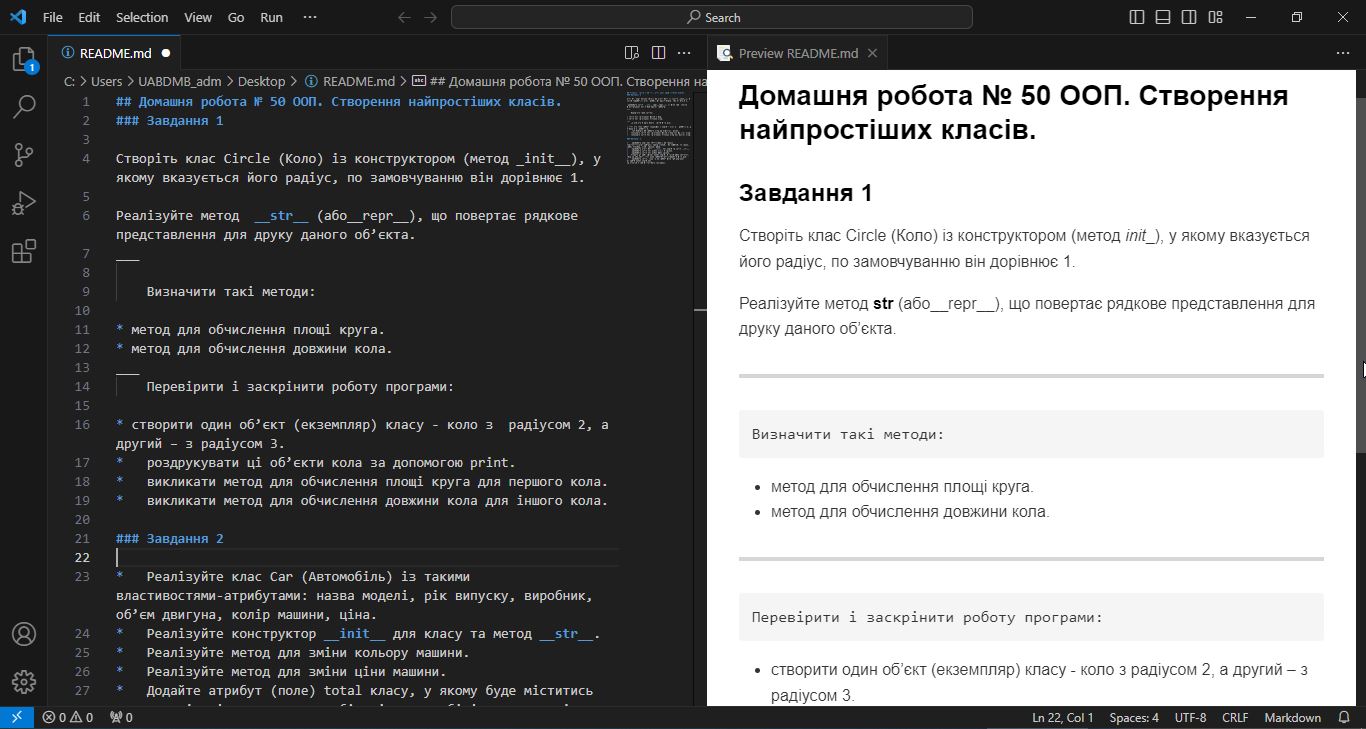 File Edit Selection View Go Run ··· Search
README.md Preview README.md
C: > Users > UABDMB_adm > Desktop > README.md > ## Домашня робота № 50 ООП. Створення на
1 ## Домашня робота № 50 ООП. Створення найпростіших класів.
2 ### Завдання 1
3
4 Створіть клас Circle (Коло) із конструктором (метод _init__), у
якому вказується його радіус, по замовчуванню він дорівнює 1.
5
6 Реалізуйте метод __str__ (або__repr__), що повертає рядкове
представлення для друку даного об’єкта.
7 ___
8
9 Визначити такі методи:
10
11 * метод для обчислення площі круга.
12 * метод для обчислення довжини кола.
13 ___
14 Перевірити і заскрінити роботу програми:
15
16 * створити один об’єкт (екземпляр) класу - коло з радіусом 2, а
другий – з радіусом 3.
17 * роздрукувати ці об’єкти кола за допомогою print.
18 * викликати метод для обчислення площі круга для першого кола.
19 * викликати метод для обчислення довжини кола для іншого кола.
20
21 ### Завдання 2
22
23 * Реалізуйте клас Car (Автомобіль) із такими
властивостями-атрибутами: назва моделі, рік випуску, виробник,
об’єм двигуна, колір машини, ціна.
24 * Реалізуйте конструктор __init__ для класу та метод __str__.
25 * Реалізуйте метод для зміни кольору машини.
26 * Реалізуйте метод для зміни ціни машини.
27 * Додайте атрибут (поле) total класу, у якому буде міститись
Домашня робота № 50 ООП. Створення
найпростіших класів.
Завдання 1
Створіть клас Circle (Коло) із конструктором (метод init_), у якому вказується
його радіус, по замовчуванню він дорівнює 1.
Реалізуйте метод str (або__repr__), що повертає рядкове представлення для
друку даного об’єкта.
Визначити такі методи:
• метод для обчислення площі круга.
• метод для обчислення довжини кола.
Перевірити і заскрінити роботу програми:
• створити один об’єкт (екземпляр) класу - коло з радіусом 2, а другий – з
радіусом 3.
1
0 0 0 Ln 22, Col 1 Spaces: 4 UTF-8 CRLF Markdown